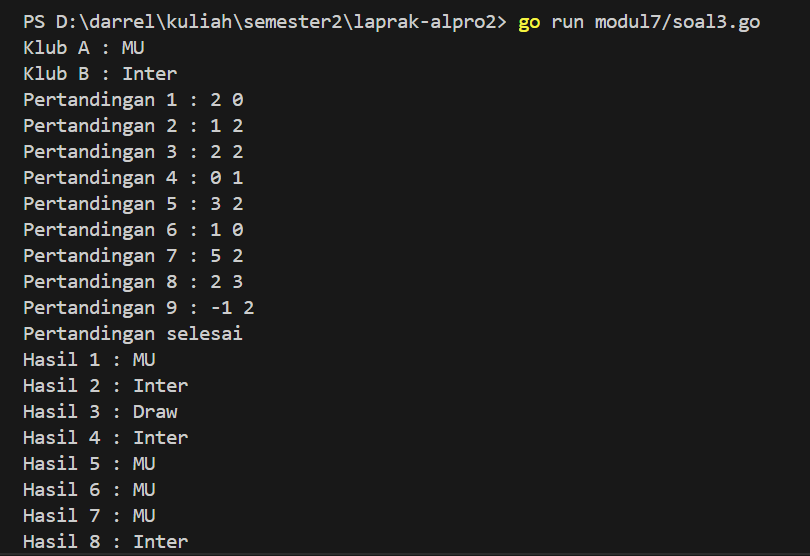 PS D:\darrel\kuliah\semester2\laprak-alpro2> go run modul7/soal3.go
Klub A : MU
Klub B : Inter
Pertandingan 1 : 2 0
Pertandingan 2 : 1 2
Pertandingan 3 : 2 2
Pertandingan 4 : 0 1
Pertandingan 5 : 3 2
Pertandingan 6 : 1 0
Pertandingan 7 : 5 2
Pertandingan 8 : 2 3
Pertandingan 9 : -1 2
Pertandingan selesai
Hasil 1 : MU
Hasil 2 : Inter
Hasil 3 : Draw
Hasil 4 : Inter
Hasil 5 : MU
Hasil 6 : MU
Hasil 7 : MU
Hasil 8 : Inter